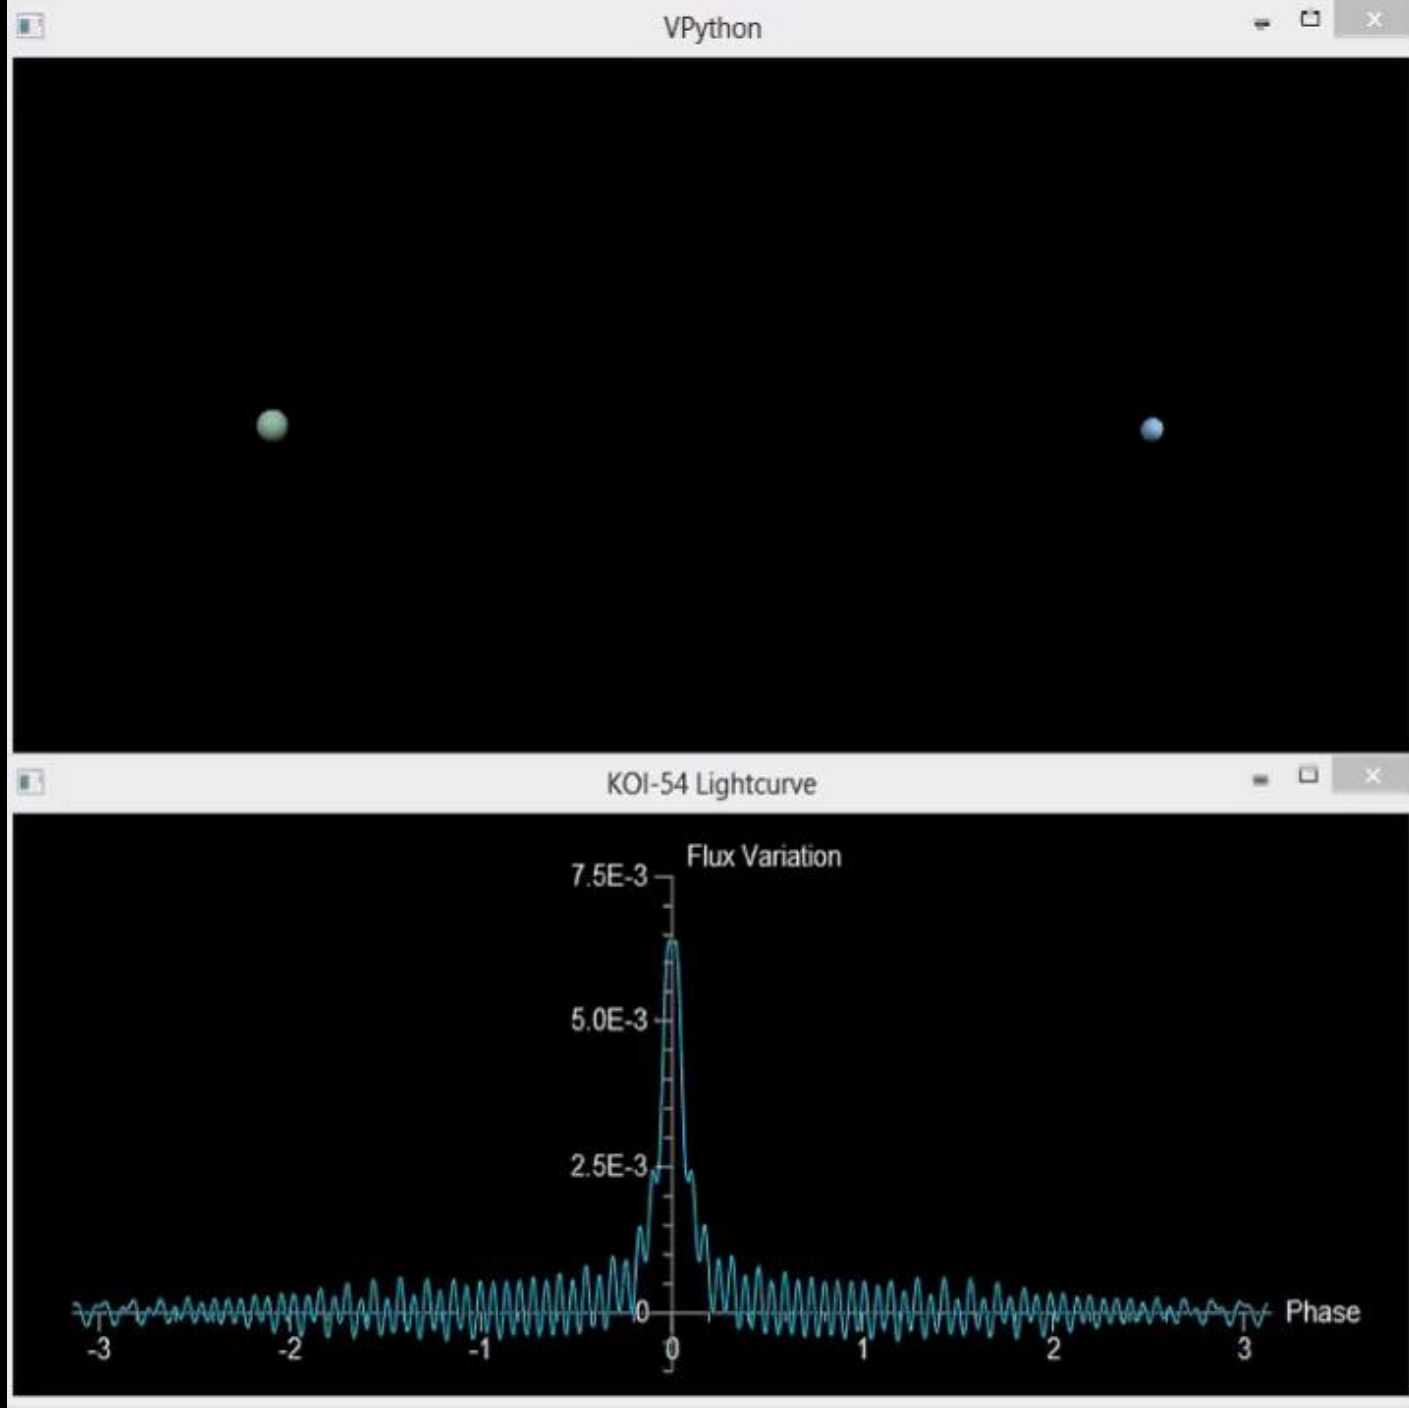 VPython
KOI-54 Lightcurve
Flux Variation
7.5E-3
5.0E-3
2.5E-3
0
Phase
-3 -2 -1 0 1 2 3